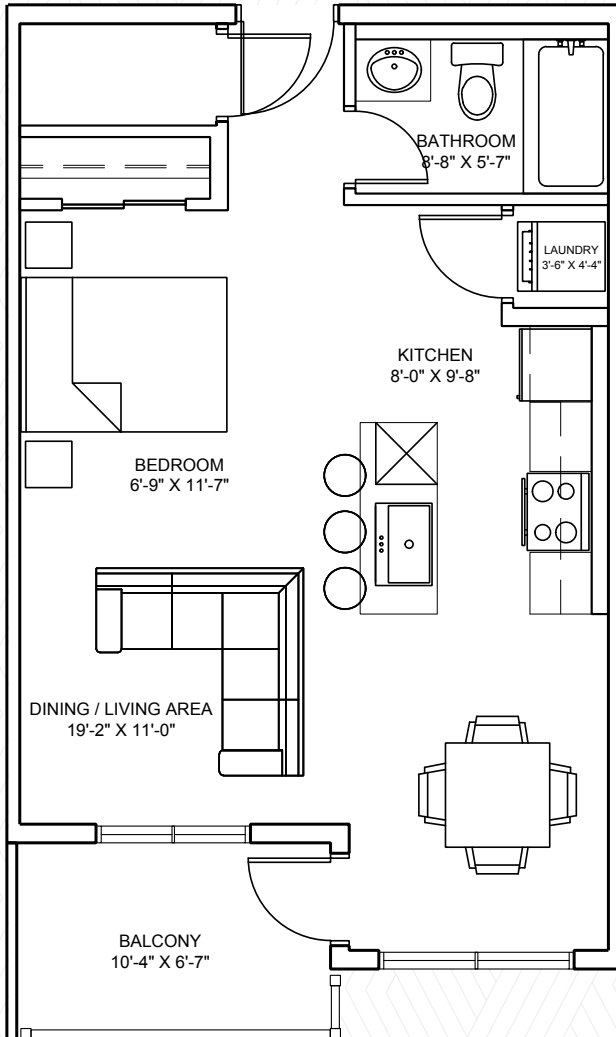 BATHROOM
8'-8" X 5'-7"
LAUNDRY
3'-6" X 4'-4"
KITCHEN
8'-0" X 9'-8"
BEDROOM
6'-9" X 11'-7"
DINING / LIVING AREA
19'-2" X 11'-0"
BALCONY
10'-4" X 6'-7"